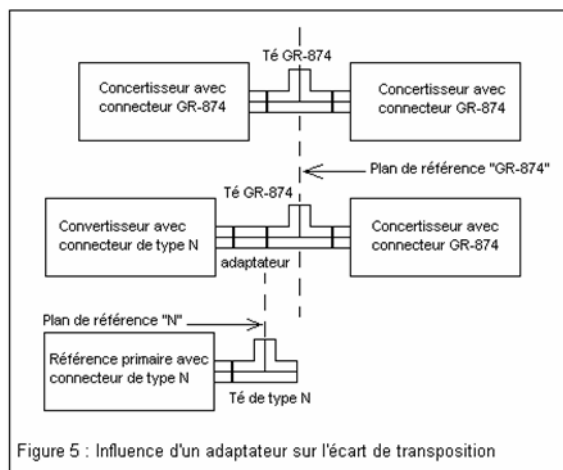 Té GR-874
Concertisseur avec
connecteur GR-874
Concertisseur avec
connecteur GR-874
Plan de référence "GR-874"
Té GR-874
Convertisseur avec
connecteur de type N
Concertisseur avec
connecteur GR-874
adaptateur
Plan de référence "N"
Référence primaire avec
connecteur de type N
Té de type N
Figure 5 : Influence d'un adaptateur sur l'écart de transposition